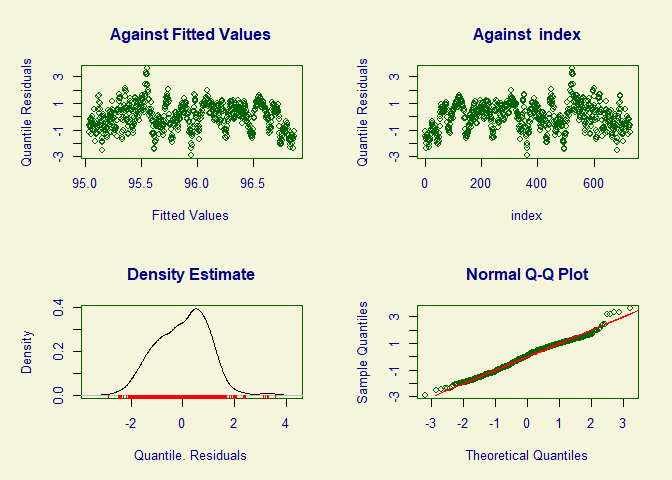 Against Fitted Values
Quantile Residuals
3
1
-1
-3
95.0 95.5 96.0 96.5
Fitted Values
Against index
Quantile Residuals
3
1
-1
-3
0 200 400 600
index
Density Estimate
Density
0.4
0.2
0.0
-2 0 2 4
Quantile. Residuals
Normal Q-Q Plot
Sample Quantiles
3
1
-1
-3
-3 -2 -1 0 1 2 3
Theoretical Quantiles